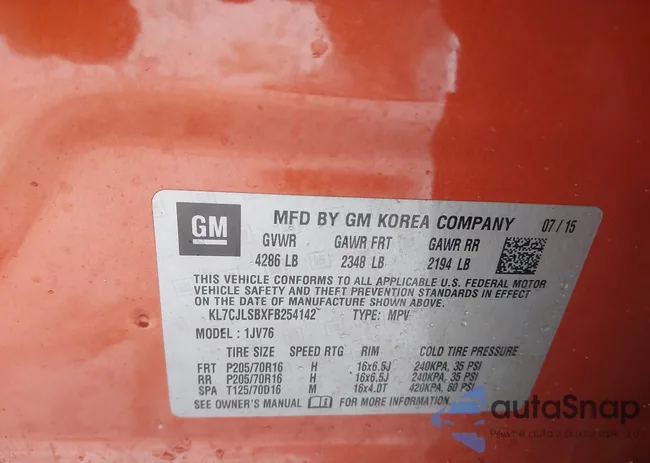 GM
MFD BY GM KOREA COMPANY 07/15
GVWR GAWR FRT GAWR RR
4286 LB 2348 LB 2194 LB
THIS VEHICLE CONFORMS TO ALL APPLICABLE U.S. FEDERAL MOTOR
VEHICLE SAFETY AND THEFT PREVENTION STANDARDS IN EFFECT
ON THE DATE OF MANUFACTURE SHOWN ABOVE.
KL7CJLSBXFB254142 TYPE: MPV
MODEL : 1JV76
TIRE SIZE SPEED RTG RIM COLD TIRE PRESSURE
FRT P205/70R16 H 16x6.5J 240KPA, 35 PSI
RR P205/70R16 H 16x6.5J 240KPA, 35 PSI
SPA T125/70D16 M 16x4.0T 420KPA, 60 PSI
SEE OWNER'S MANUAL FOR MORE INFORMATION.
autaSnap